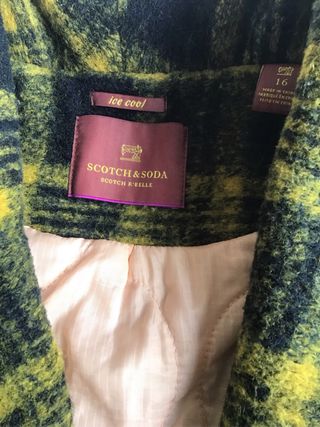 Ice cool
SCOTCH & SODA
SCOTCH R'BELLE
16
MADE IN CHINA